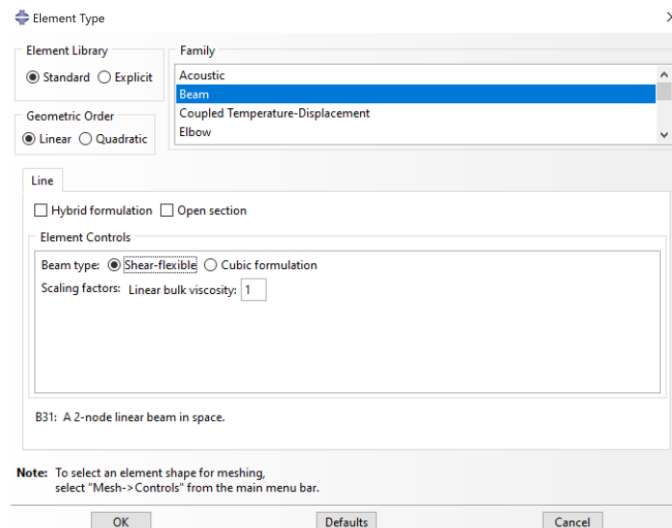 Element Type
Element Library
Standard Explicit
Geometric Order
Linear Quadratic
Family
Acoustic
Beam
Coupled Temperature-Displacement
Elbow
Line
Hybrid formulation Open section
Element Controls
Beam type: Shear-flexible Cubic formulation
Scaling factors: Linear bulk viscosity: 1
B31: A 2-node linear beam in space.
Note: To select an element shape for meshing,
select "Mesh->Controls" from the main menu bar.
OK Defaults Cancel